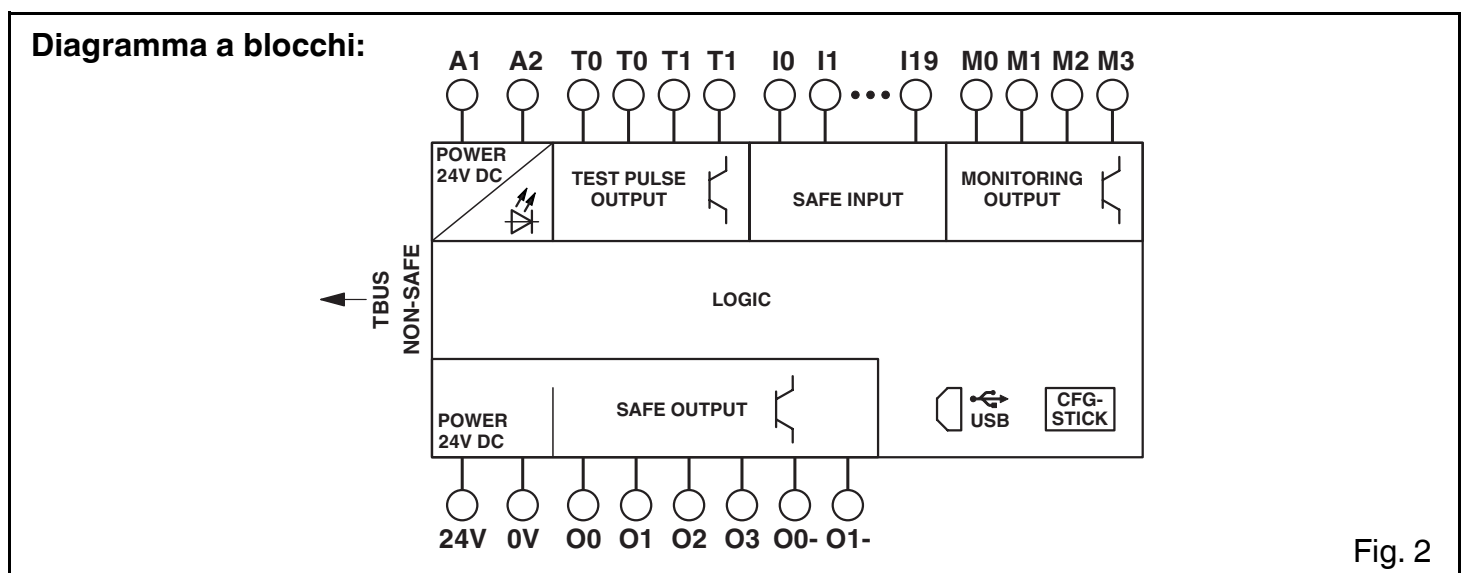 Diagramma a blocchi:
A1 A2 T0 T0 T1 T1 I0 I1 ••• I19 M0 M1 M2 M3
POWER
24V DC
TEST PULSE
OUTPUT
SAFE INPUT
MONITORING
OUTPUT
TBUS
NON-SAFE
LOGIC
POWER
24V DC
SAFE OUTPUT
USB
CFG-
STICK
24V 0V O0 O1 O2 O3 O0- O1-
Fig. 2